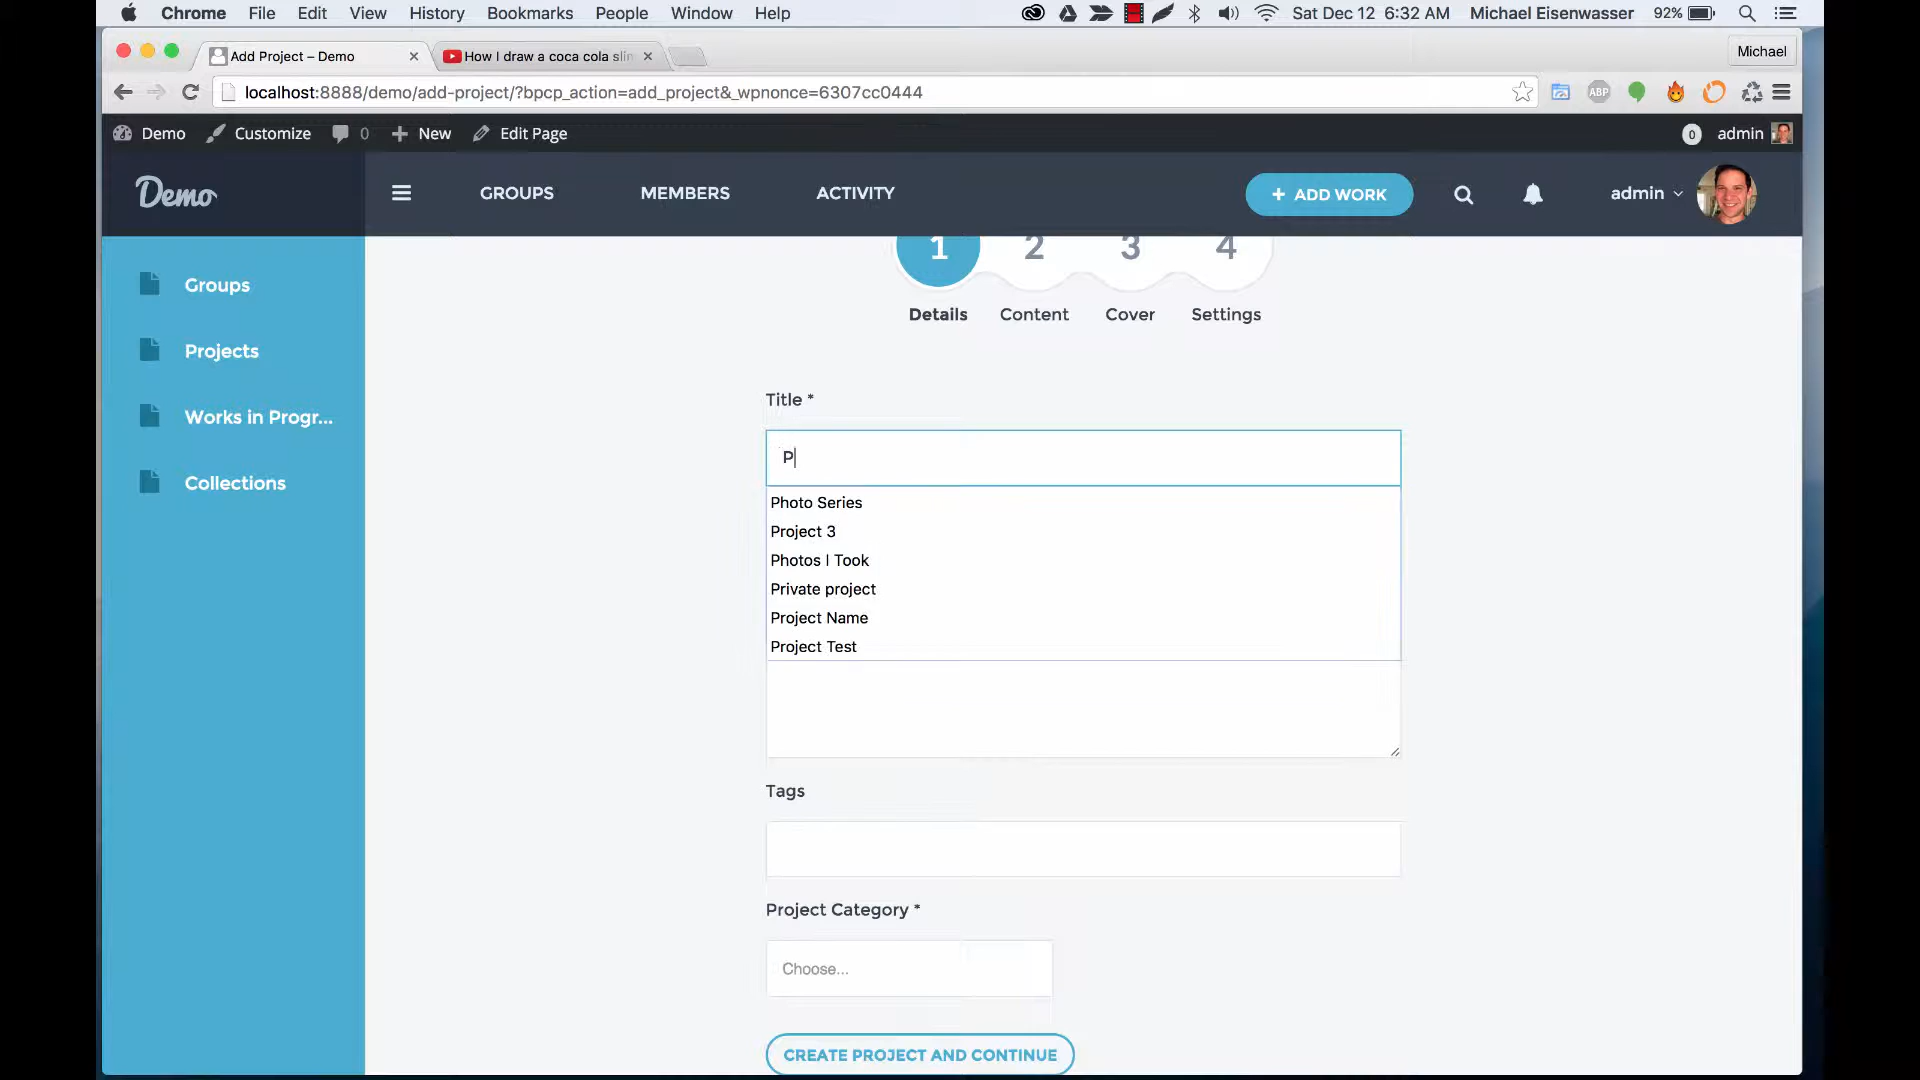 Chrome File Edit View History Bookmarks People Window Help Sat Dec 12 6:32 AM Michael Eisenwasser 92%
Add Project – Demo How I draw a coca cola slim Michael
localhost:8888/demo/add-project/?bpcp_action=add_project&_wpnonce=6307cc0444 ABP
Demo Customize 0 New Edit Page 0 admin
Demo GROUPS MEMBERS ACTIVITY + ADD WORK admin
1 2 3 4
Details Content Cover Settings
Groups
Projects
Works in Progr...
Collections
Title *
P
Photo Series
Project 3
Photos I Took
Private project
Project Name
Project Test
Tags
Project Category *
Choose...
CREATE PROJECT AND CONTINUE